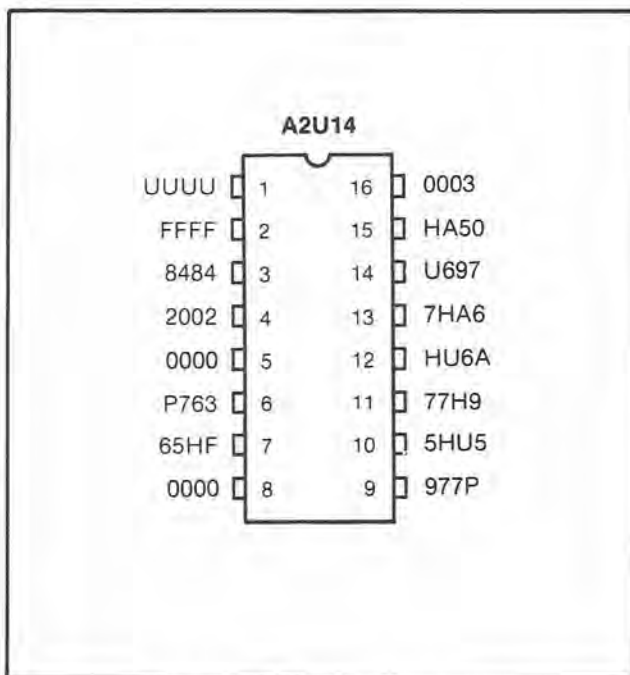 A2U14
UUUU 1 16 0003
FFFF 2 15 HA50
8484 3 14 U697
2002 4 13 7HA6
0000 5 12 HU6A
P763 6 11 77H9
65HF 7 10 5HU5
0000 8 9 977P